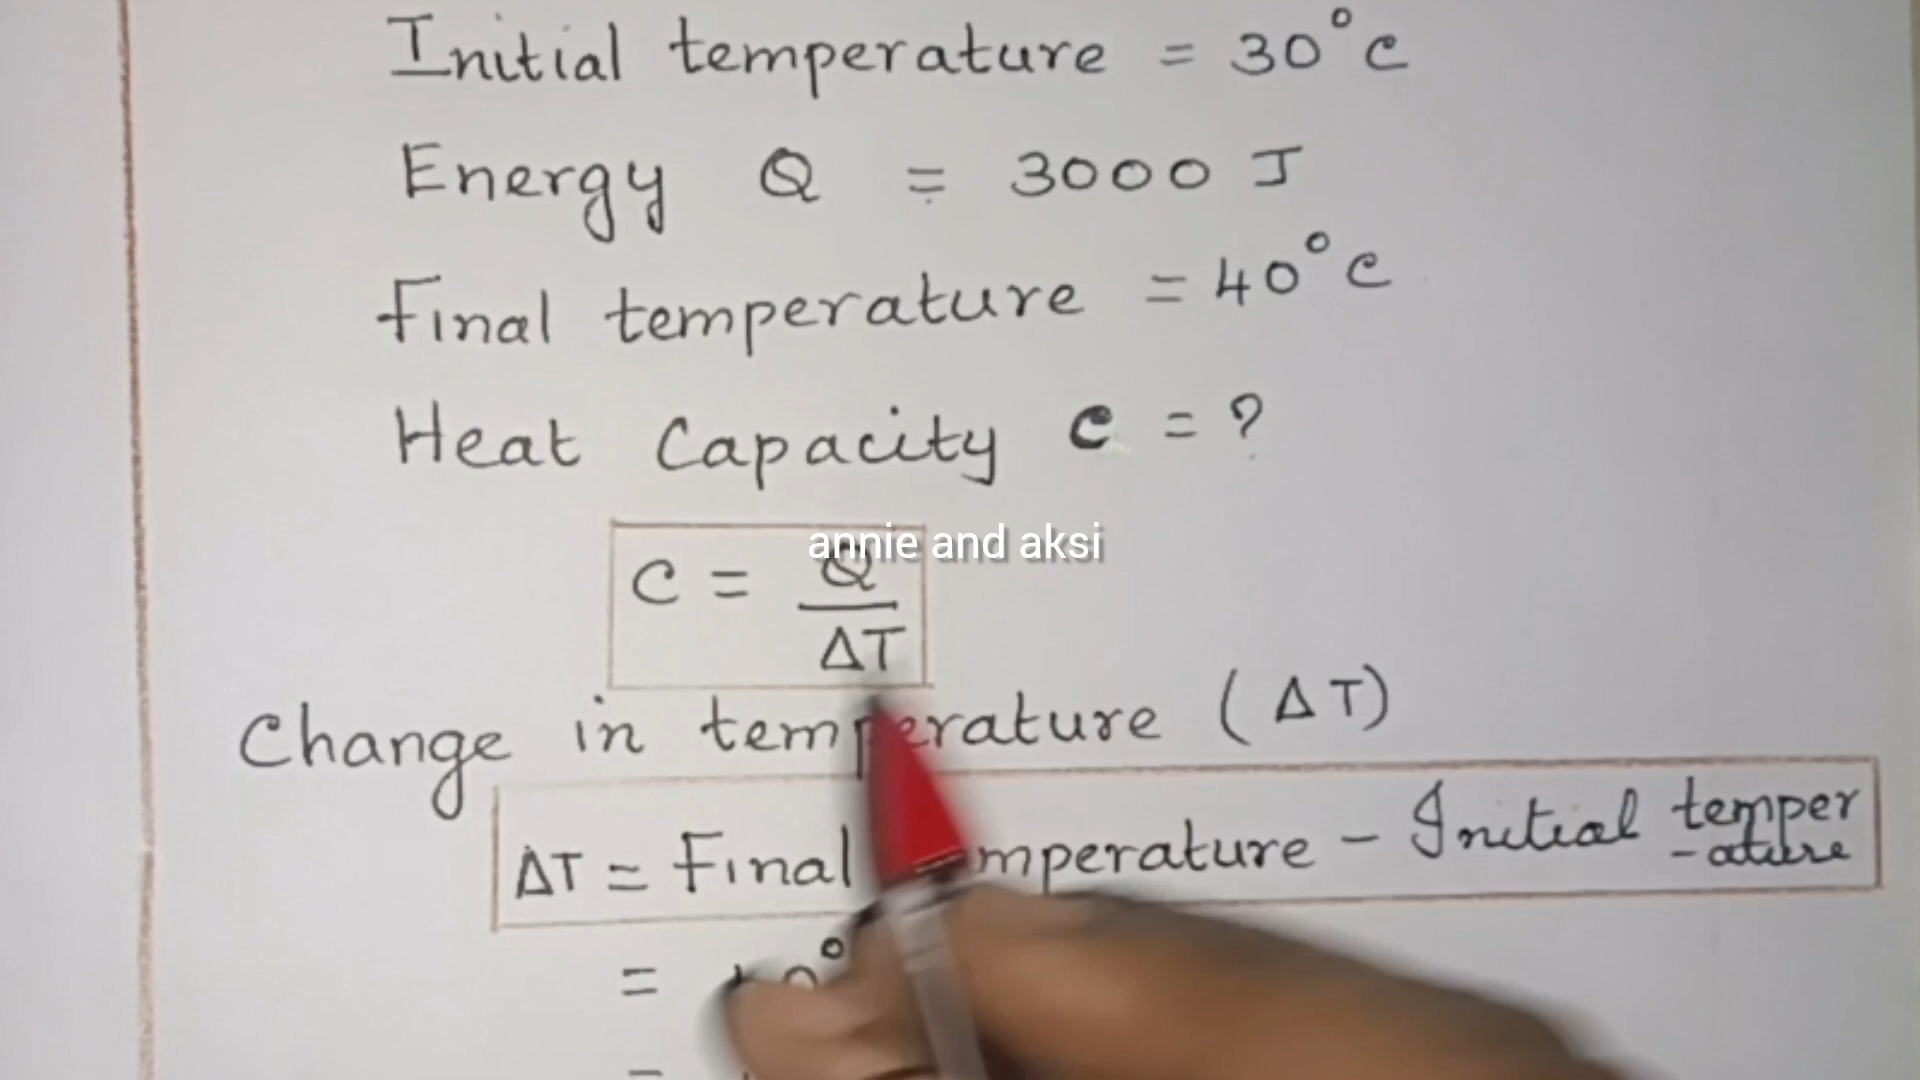 Initial temperature = 30°C
Energy Q = 3000 J
Final temperature = 40°C
Heat Capacity C = ?
annie and aksi
C = Q / ΔT
Change in temperature (ΔT)
ΔT = Final temperature - Initial temper
-ature
=